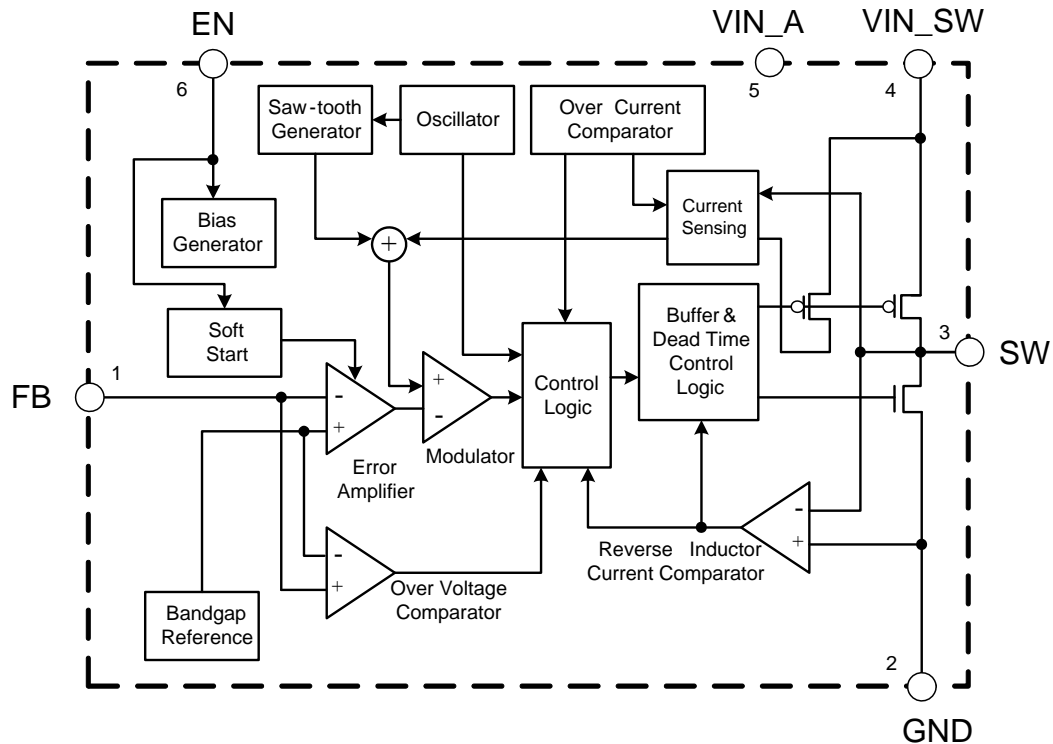 EN
VIN_A
VIN_SW
6
5
4
Saw-tooth
Generator
Oscillator
Over Current
Comparator
Bias
Generator
+
Current
Sensing
Soft
Start
Buffer &
Dead Time
Control
Logic
3
SW
1
FB
-
+
Error
Amplifier
+
-
Modulator
Control
Logic
-
+
Over Voltage
Comparator
Reverse Inductor
Current Comparator
-
+
Bandgap
Reference
2
GND